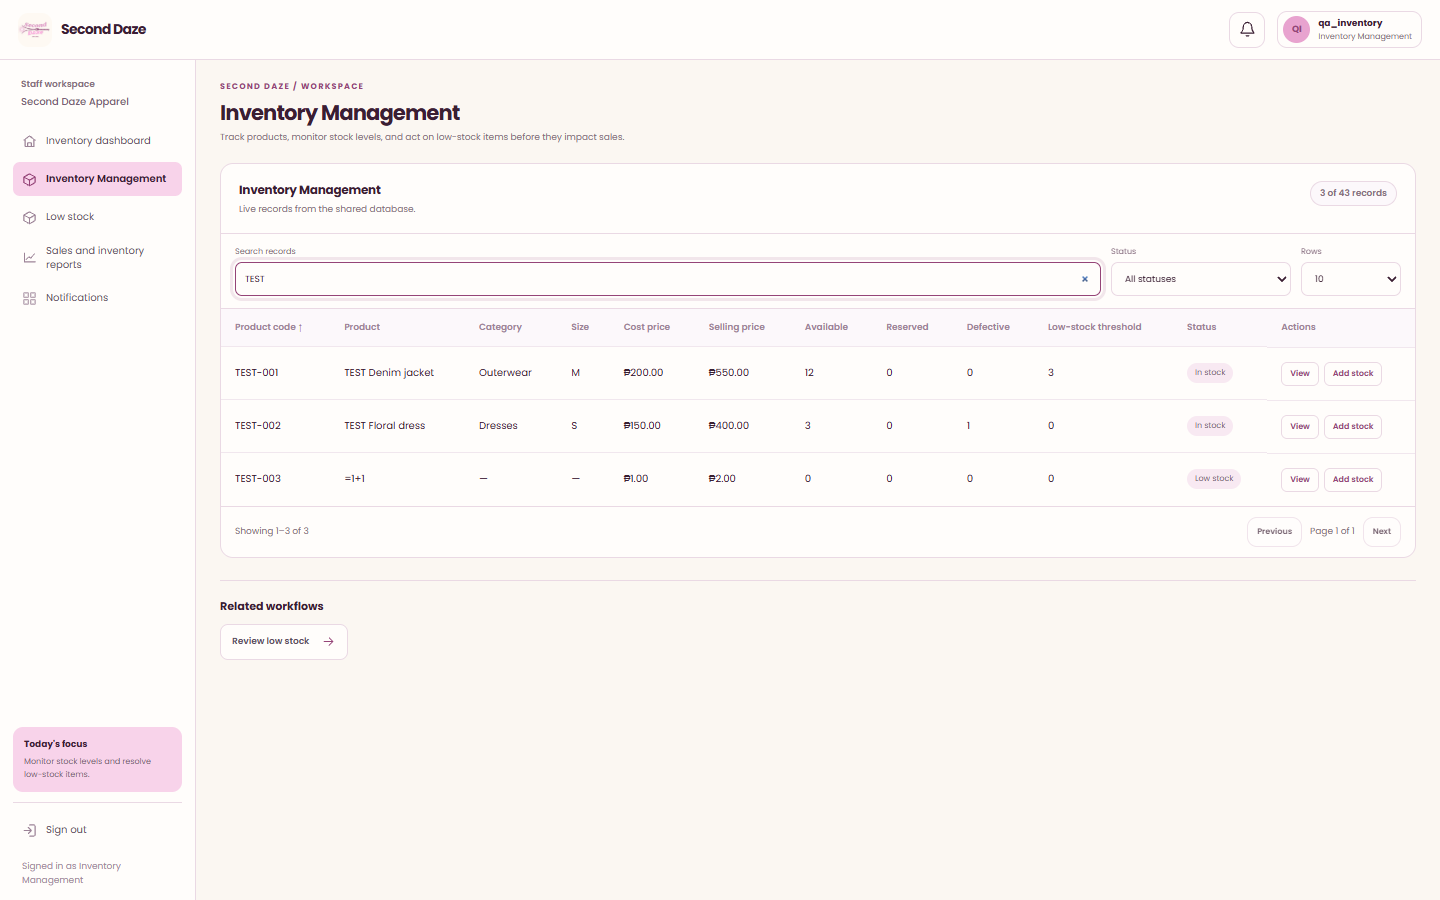 Second Daze
qa_inventory
QI
Inventory Management
Staff workspace
Second Daze Apparel
Inventory dashboard
Inventory Management
Low stock
Sales and inventory
reports
Notifications
Today's focus
Monitor stock levels and resolve
low-stock items.
Sign out
Signed in as Inventory
Management
SECOND DAZE / WORKSPACE
Inventory Management
Track products, monitor stock levels, and act on low-stock items before they impact sales.
Inventory Management
Live records from the shared database.
3 of 43 records
Search records Status Rows
TEST × All statuses 10
Product code ↑ Product Category Size Cost price Selling price Available Reserved Defective Low-stock threshold Status Actions
TEST-001 TEST Denim jacket Outerwear M ₱200.00 ₱550.00 12 0 0 3 In stock View Add stock
TEST-002 TEST Floral dress Dresses S ₱150.00 ₱400.00 3 0 1 0 In stock View Add stock
TEST-003 =1+1 — — ₱1.00 ₱2.00 0 0 0 0 Low stock View Add stock
Showing 1–3 of 3 Previous Page 1 of 1 Next
Related workflows
Review low stock →